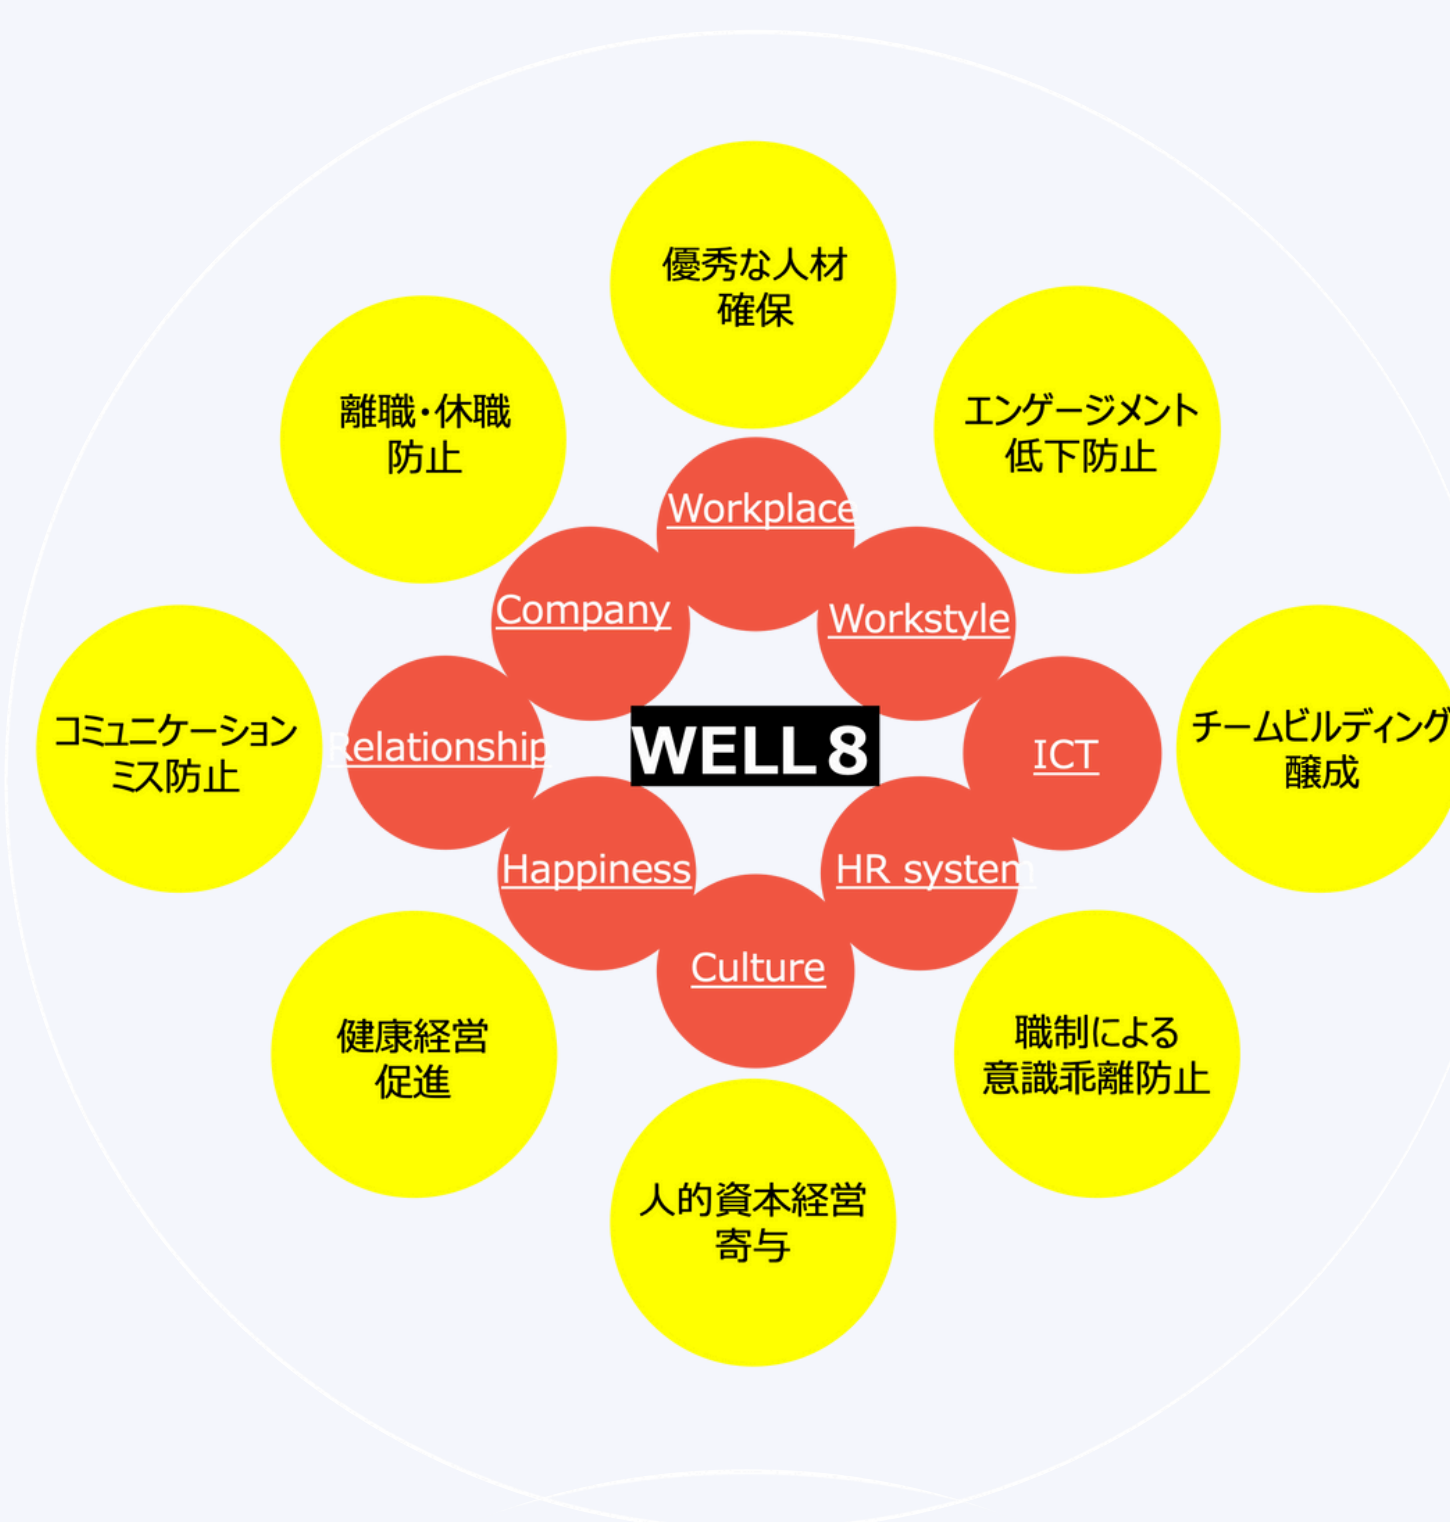 優秀な人材
確保
離職・休職
防止
エンゲージメント
低下防止
Workplace
Company
Workstyle
コミュニケーション
ミス防止
Relationship
WELL 8
ICT
チームビルディング
醸成
Happiness
HR system
Culture
健康経営
促進
職制による
意識乖離防止
人的資本経営
寄与